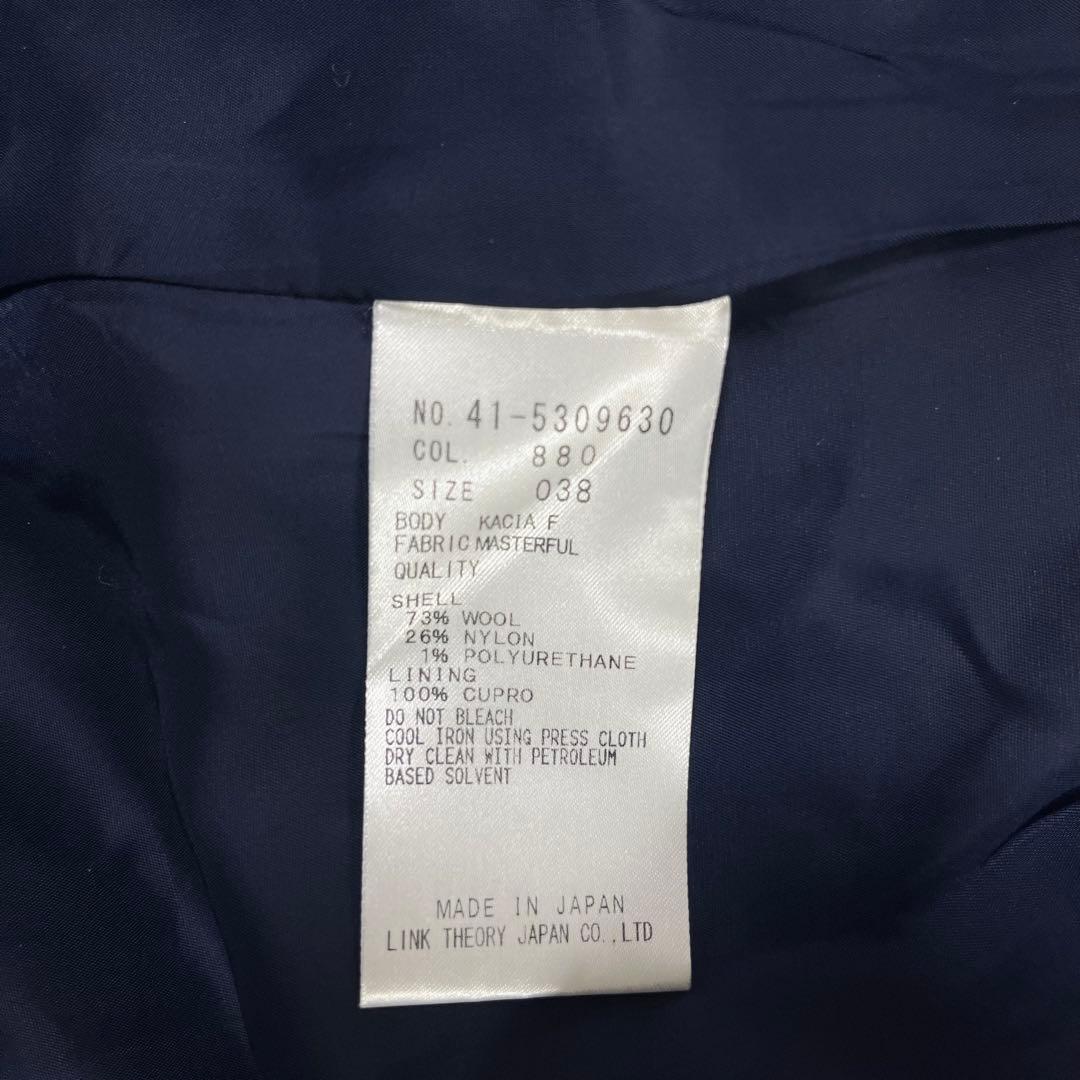 NO. 41-5309630
COL. 880
SIZE 038
BODY KACIA F
FABRIC MASTERFUL
QUALITY
SHELL
73% WOOL
26% NYLON
1% POLYURETHANE
LINING
100% CUPRO
DO NOT BLEACH
COOL IRON USING PRESS CLOTH
DRY CLEAN WITH PETROLEUM
BASED SOLVENT
MADE IN JAPAN
LINK THEORY JAPAN CO.,LTD